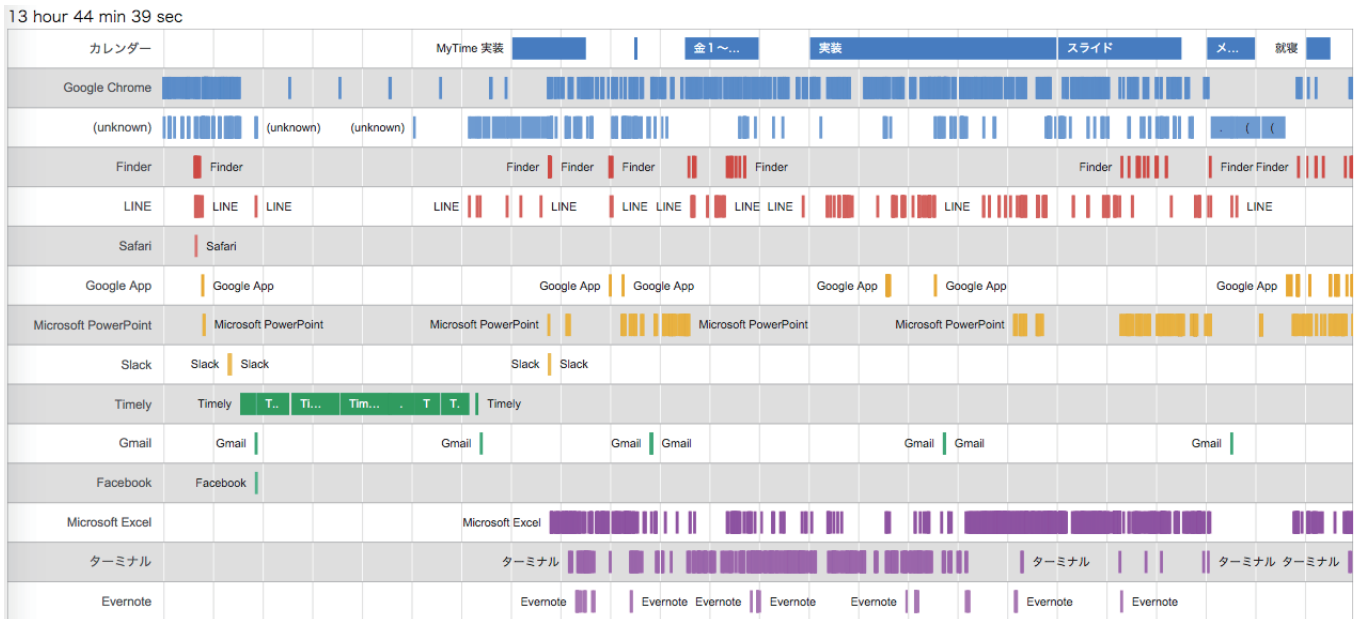 13 hour 44 min 39 sec
カレンダー MyTime 実装 金1〜... 実装 スライド メ... 就寝
Google Chrome
(unknown) (unknown) (unknown) . ( (
Finder Finder Finder Finder Finder Finder Finder Finder Finder
LINE LINE LINE LINE LINE LINE LINE LINE LINE LINE LINE
Safari Safari
Google App Google App Google App Google App Google App Google App Google App
Microsoft PowerPoint Microsoft PowerPoint Microsoft PowerPoint Microsoft PowerPoint Microsoft PowerPoint
Slack Slack Slack Slack Slack
Timely Timely T.. Ti... Tim... . T T. Timely
Gmail Gmail Gmail Gmail Gmail Gmail Gmail Gmail
Facebook Facebook
Microsoft Excel Microsoft Excel
ターミナル ターミナル ターミナル ターミナル ターミナル
Evernote Evernote Evernote Evernote Evernote Evernote Evernote Evernote